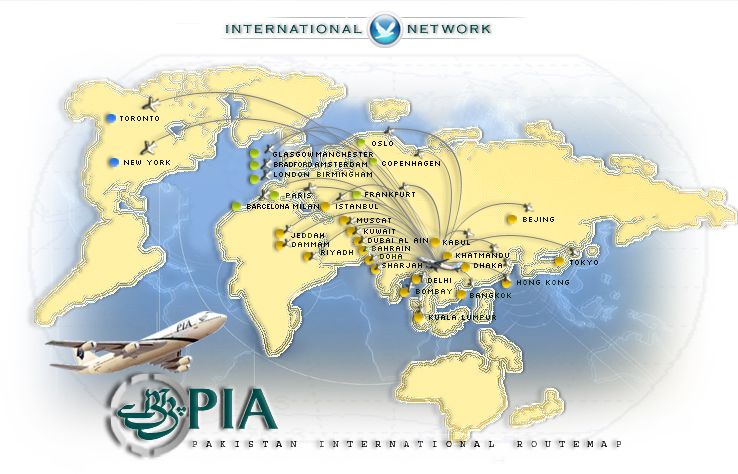 INTERNATIONAL NETWORK
TORONTO
OSLO
GLASGOW MANCHESTER
NEW YORK
COPENHAGEN
BRADFORD AMSTERDAM
LONDON BIRMINGHAM
PARIS
FRANKFURT
BARCELONA MILAN
ISTANBUL
MUSCAT
BEJING
KUWAIT
JEDDAH
DUBAI AL AIN
KABUL
DAMMAM
BAHRAIN
RIYADH
DOHA
KHATMANDU
TOKYO
SHARJAH
DHAKA
DELHI
HONG KONG
BOMBAY
BANGKOK
KUALA LUMPUR
PIA
PIA
PAKISTAN INTERNATIONAL ROUTEMAP